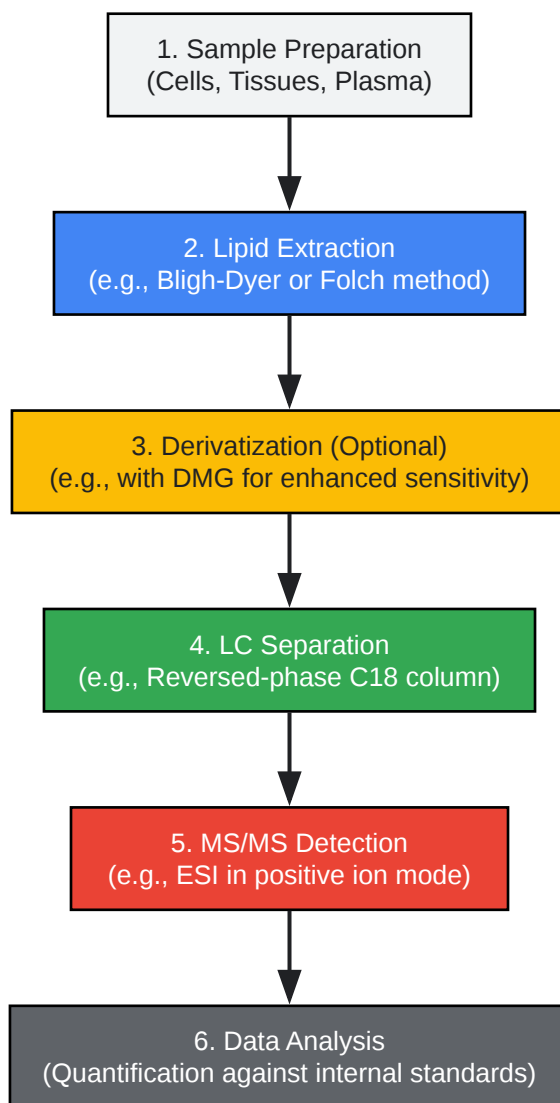 1. Sample Preparation
(Cells, Tissues, Plasma)
2. Lipid Extraction
(e.g., Bligh-Dyer or Folch method)
3. Derivatization (Optional)
(e.g., with DMG for enhanced sensitivity)
4. LC Separation
(e.g., Reversed-phase C18 column)
5. MS/MS Detection
(e.g., ESI in positive ion mode)
6. Data Analysis
(Quantification against internal standards)